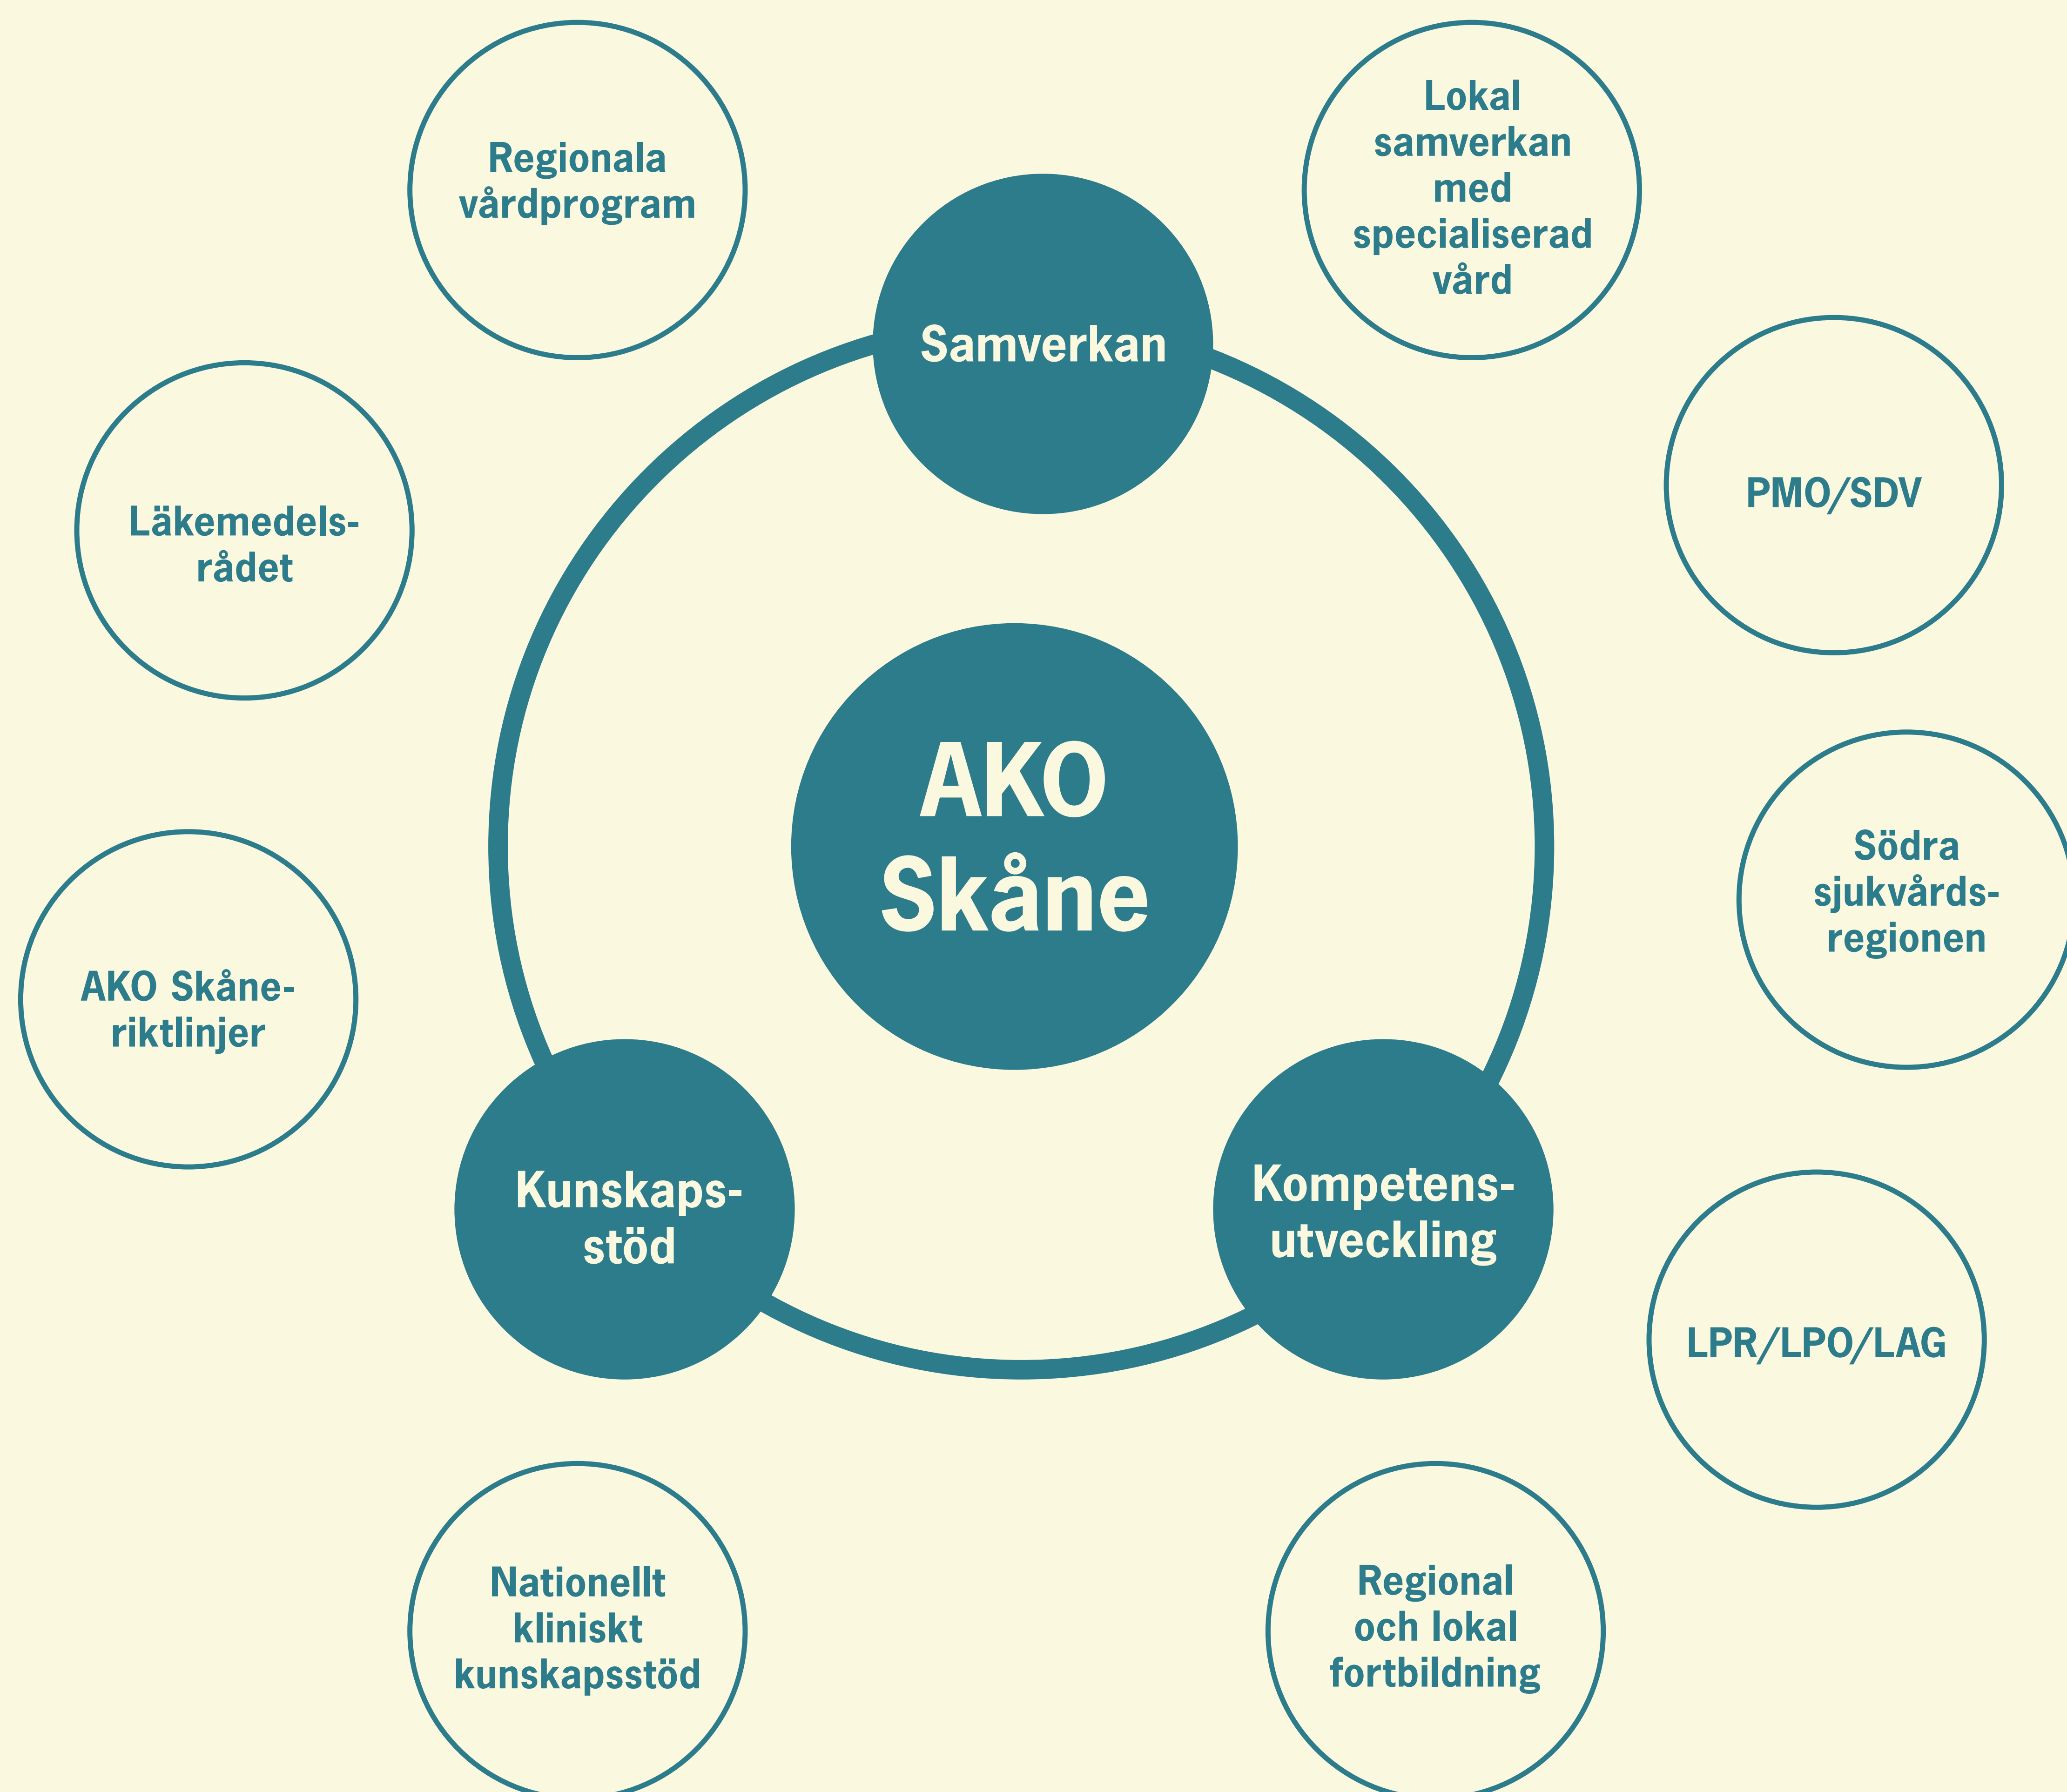 Regionala
vårdprogram
Lokal
samverkan
med
specialiserad
vård
Samverkan
Läkemedels-
rådet
PMO/SDV
AKO
Skåne
Södra
sjukvårds-
regionen
AKO Skåne-
riktlinjer
Kunskaps-
stöd
Kompetens-
utveckling
LPR/LPO/LAG
Nationellt
kliniskt
kunskapsstöd
Regional
och lokal
fortbildning